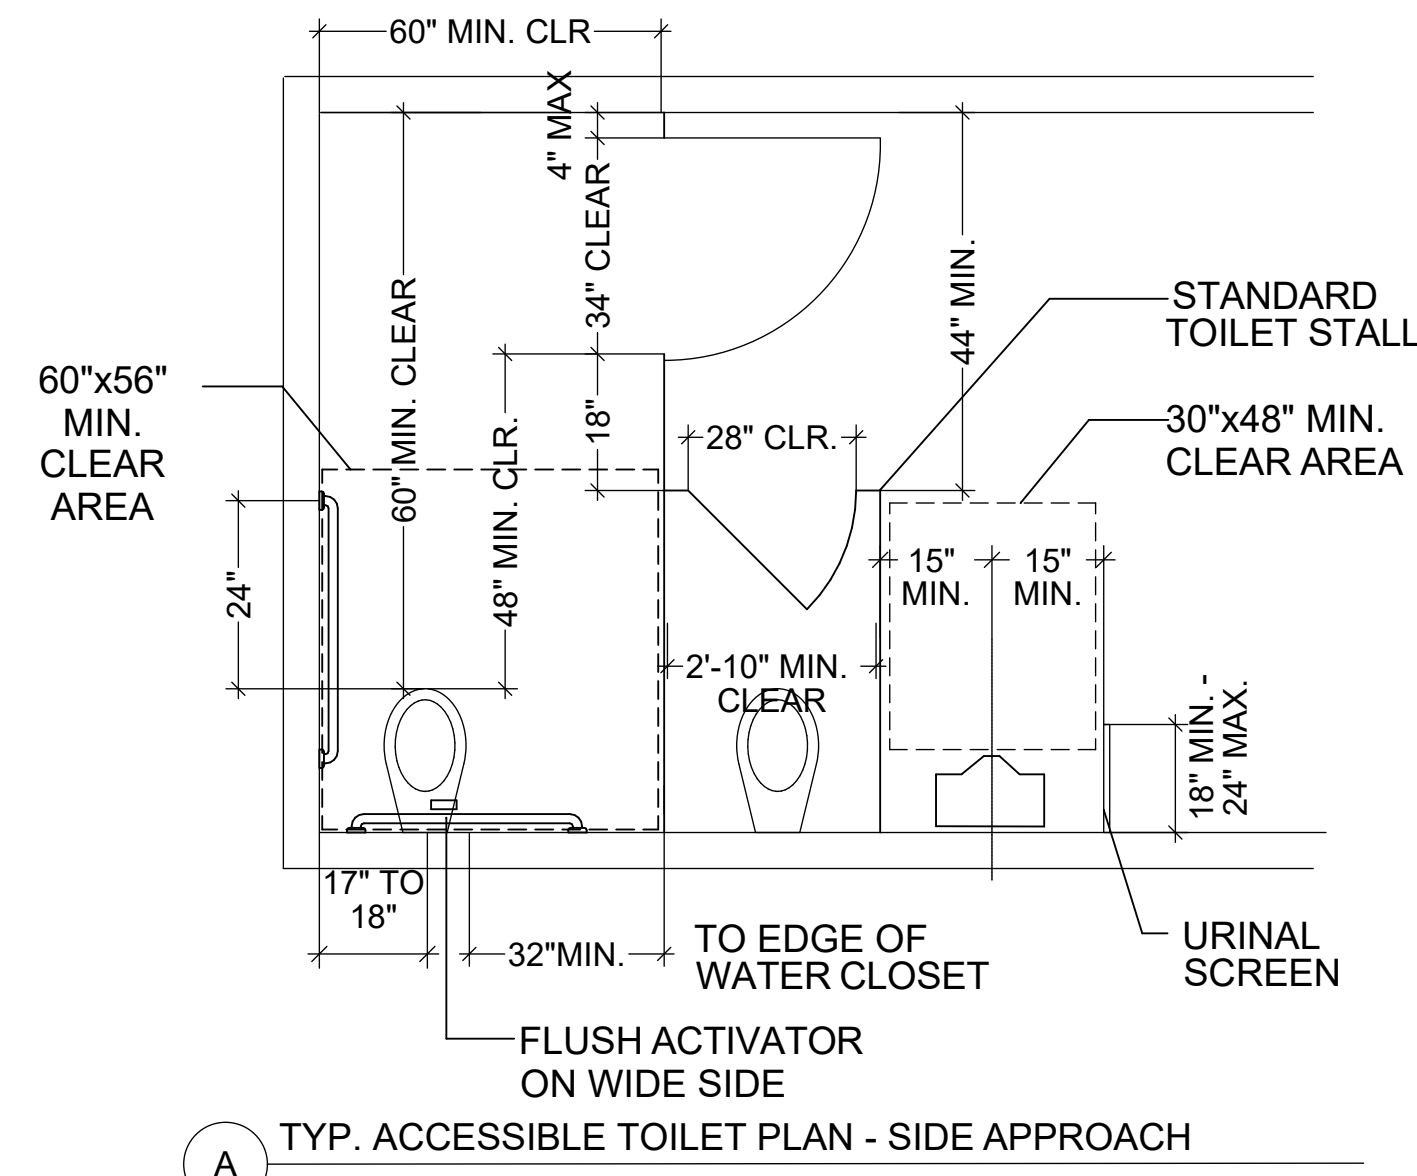 60" MIN. CLR
4" MAX
34" CLEAR
18"
60" MIN. CLEAR
48" MIN. CLR.
44" MIN.
STANDARD
TOILET STALL
60"x56"
MIN.
CLEAR
AREA
28" CLR.
30"x48" MIN.
CLEAR AREA
24"
15"
MIN.
15"
MIN.
2'-10" MIN.
CLEAR
18" MIN. -
24" MAX.
17" TO
18"
32"MIN.
TO EDGE OF
WATER CLOSET
URINAL
SCREEN
FLUSH ACTIVATOR
ON WIDE SIDE
A
TYP. ACCESSIBLE TOILET PLAN - SIDE APPROACH